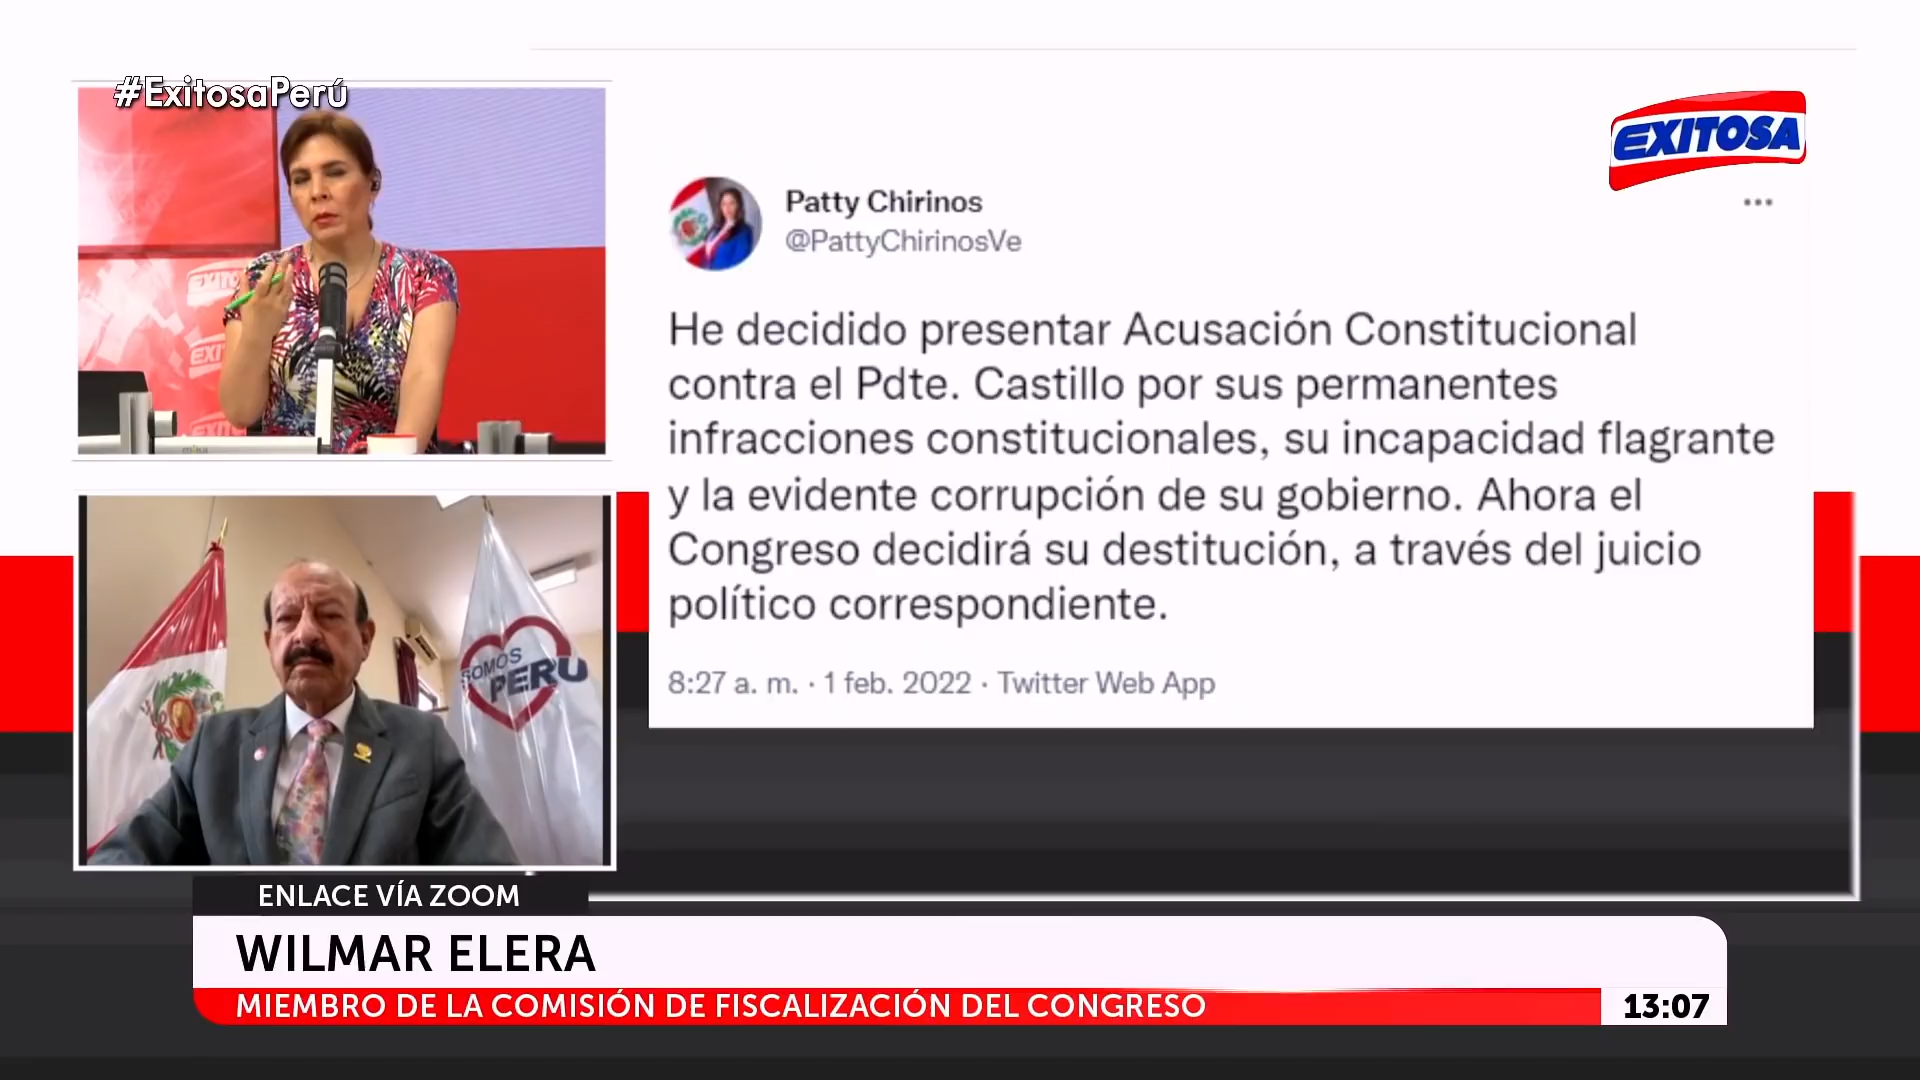 #ExitosaPerú
EXITOSA
Patty Chirinos
@PattyChirinosVe
He decidido presentar Acusación Constitucional
contra el Pdte. Castillo por sus permanentes
infracciones constitucionales, su incapacidad flagrante
y la evidente corrupción de su gobierno. Ahora el
Congreso decidirá su destitución, a través del juicio
político correspondiente.
8:27 a. m. · 1 feb. 2022 · Twitter Web App
SOMOS
PERÚ
ENLACE VÍA ZOOM
WILMAR ELERA
MIEMBRO DE LA COMISIÓN DE FISCALIZACIÓN DEL CONGRESO
13:07